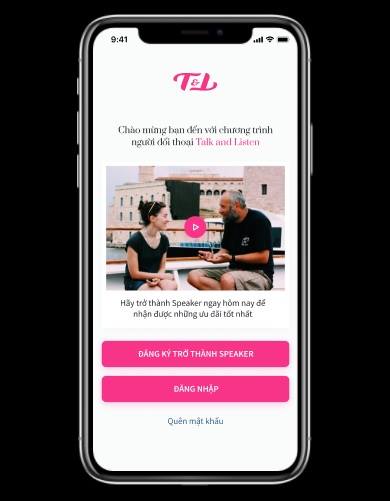 9:41
T&L
Chào mừng bạn đến với chương trình
người đối thoại Talk and Listen
Hãy trở thành Speaker ngay hôm nay để
nhận được những ưu đãi tốt nhất
ĐĂNG KÝ TRỞ THÀNH SPEAKER
ĐĂNG NHẬP
Quên mật khẩu